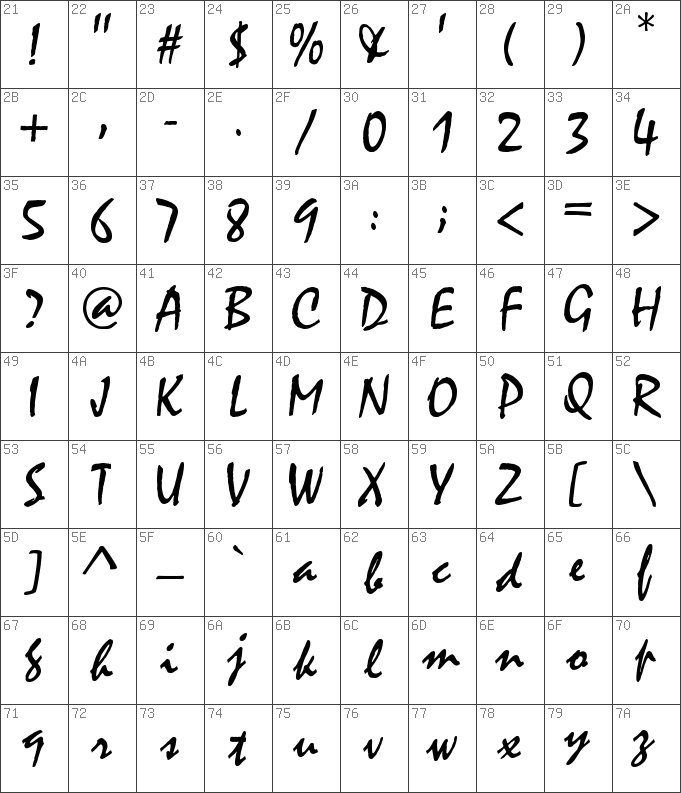 21 22 23 24 25 26 27 28 29 2A
! " # $ % & ' ( ) *
2B 2C 2D 2E 2F 30 31 32 33 34
+ , - . / 0 1 2 3 4
35 36 37 38 39 3A 3B 3C 3D 3E
5 6 7 8 9 : ; < = >
3F 40 41 42 43 44 45 46 47 48
? @ A B C D E F G H
49 4A 4B 4C 4D 4E 4F 50 51 52
I J K L M N O P Q R
53 54 55 56 57 58 59 5A 5B 5C
S T U V W X Y Z [ \
5D 5E 5F 60 61 62 63 64 65 66
] ^ _ ` a b c d e f
67 68 69 6A 6B 6C 6D 6E 6F 70
g h i j k l m n o p
71 72 73 74 75 76 77 78 79 7A
q r s t u v w x y z